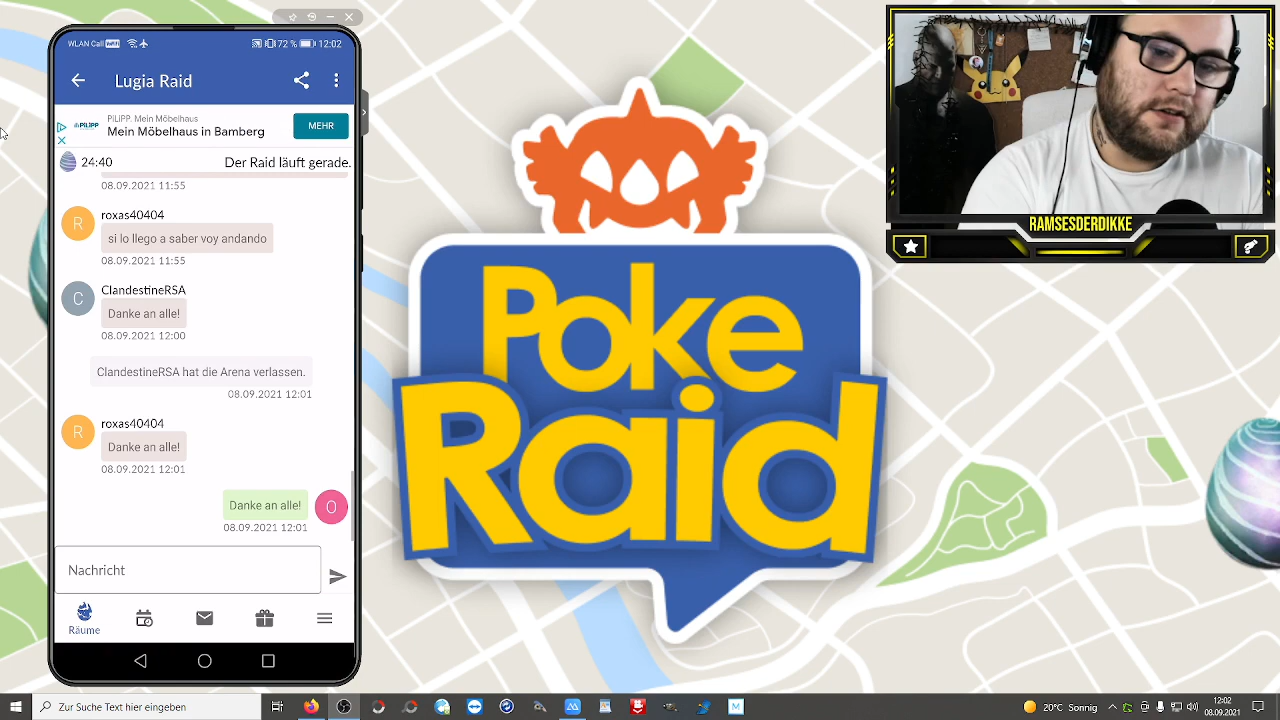 WLAN
12:02
Lugia Raid
PILIPP. Mein Möbelha..
Mein Möbelhaus in Bamberg
MEHR
PILIPP
24:40
Der Raid läuft gerade.
08.09.2021 11:55
R
roxas40404
si lo llego a saber voy tirando
08.09.2021 11:55
C
ClandestineRSA
Danke an alle!
08.09.2021 12:00
ClandestineRSA hat die Arena verlassen.
08.09.2021 12:01
R
roxas40404
Danke an alle!
08.09.2021 12:01
Danke an alle!
O
08.09.2021 12:01
Nachricht
Räume
Poke
Raid
RAMSESDERDIKKE
Zur Suche Text hier eingeben
20°C Sonnig
12:02
08.09.2021